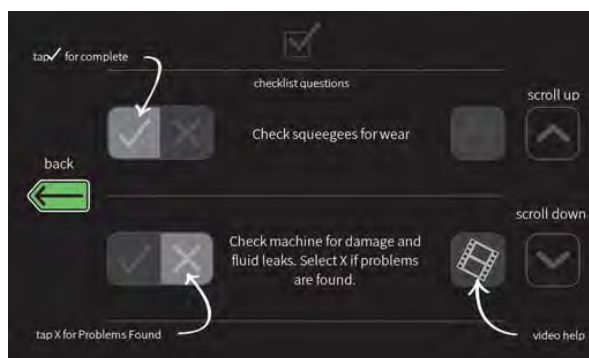 tap✓ for complete
checklist questions
scroll up
Check squeegees for wear
back
scroll down
Check machine for damage and
fluid leaks. Select X if problems
are found.
tap X for Problems Found
video help